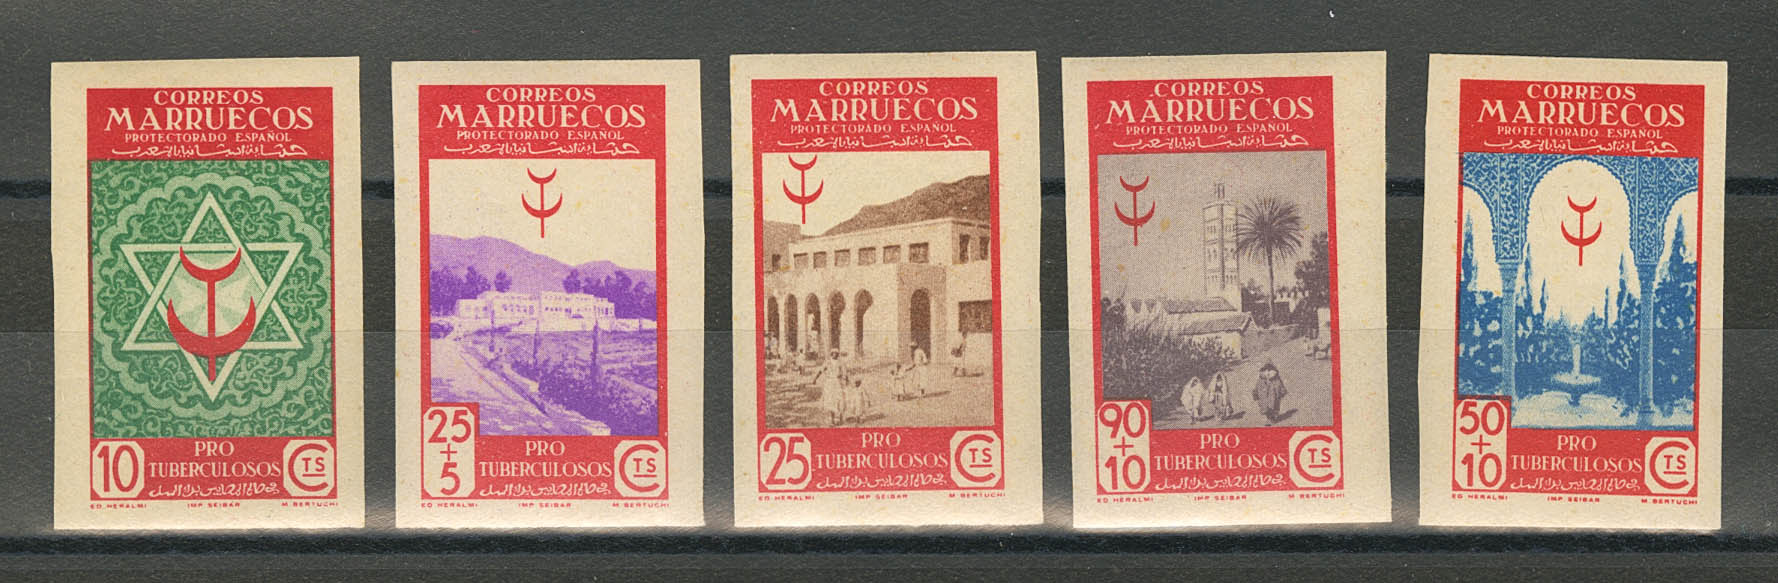 CORREOS
MARRUECOS
PROTECTORADO ESPAÑOL
10
PRO
TUBERCULOSOS
CTS
ED. HERALMI IMP. SEIBAR M. BERTUCHI
CORREOS
MARRUECOS
PROTECTORADO ESPAÑOL
25
+
5
PRO
TUBERCULOSOS
CTS
ED. HERALMI IMP. SEIBAR M. BERTUCHI
CORREOS
MARRUECOS
PROTECTORADO ESPAÑOL
25
PRO
TUBERCULOSOS
CTS
ED. HERALMI IMP. SEIBAR M. BERTUCHI
CORREOS
MARRUECOS
PROTECTORADO ESPAÑOL
90
+
10
PRO
TUBERCULOSOS
CTS
ED. HERALMI IMP. SEIBAR M. BERTUCHI
CORREOS
MARRUECOS
PROTECTORADO ESPAÑOL
50
+
10
PRO
TUBERCULOSOS
CTS
ED. HERALMI IMP. SEIBAR M. BERTUCHI